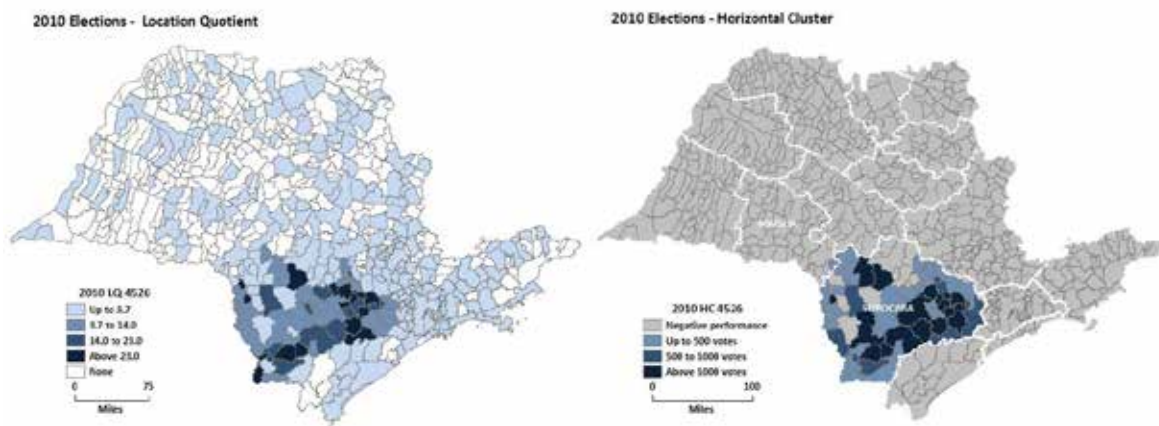 2010 Elections - Location Quotient
2010 Elections - Horizontal Cluster
2010 LQ 4526
Up to 3.7
3.7 to 14.0
14.0 to 23.0
Above 23.0
None
0 75
Miles
SOROCABA
2010 HC 4526
Negative performance
Up to 500 votes
500 to 1000 votes
Above 1000 votes
0 100
Miles